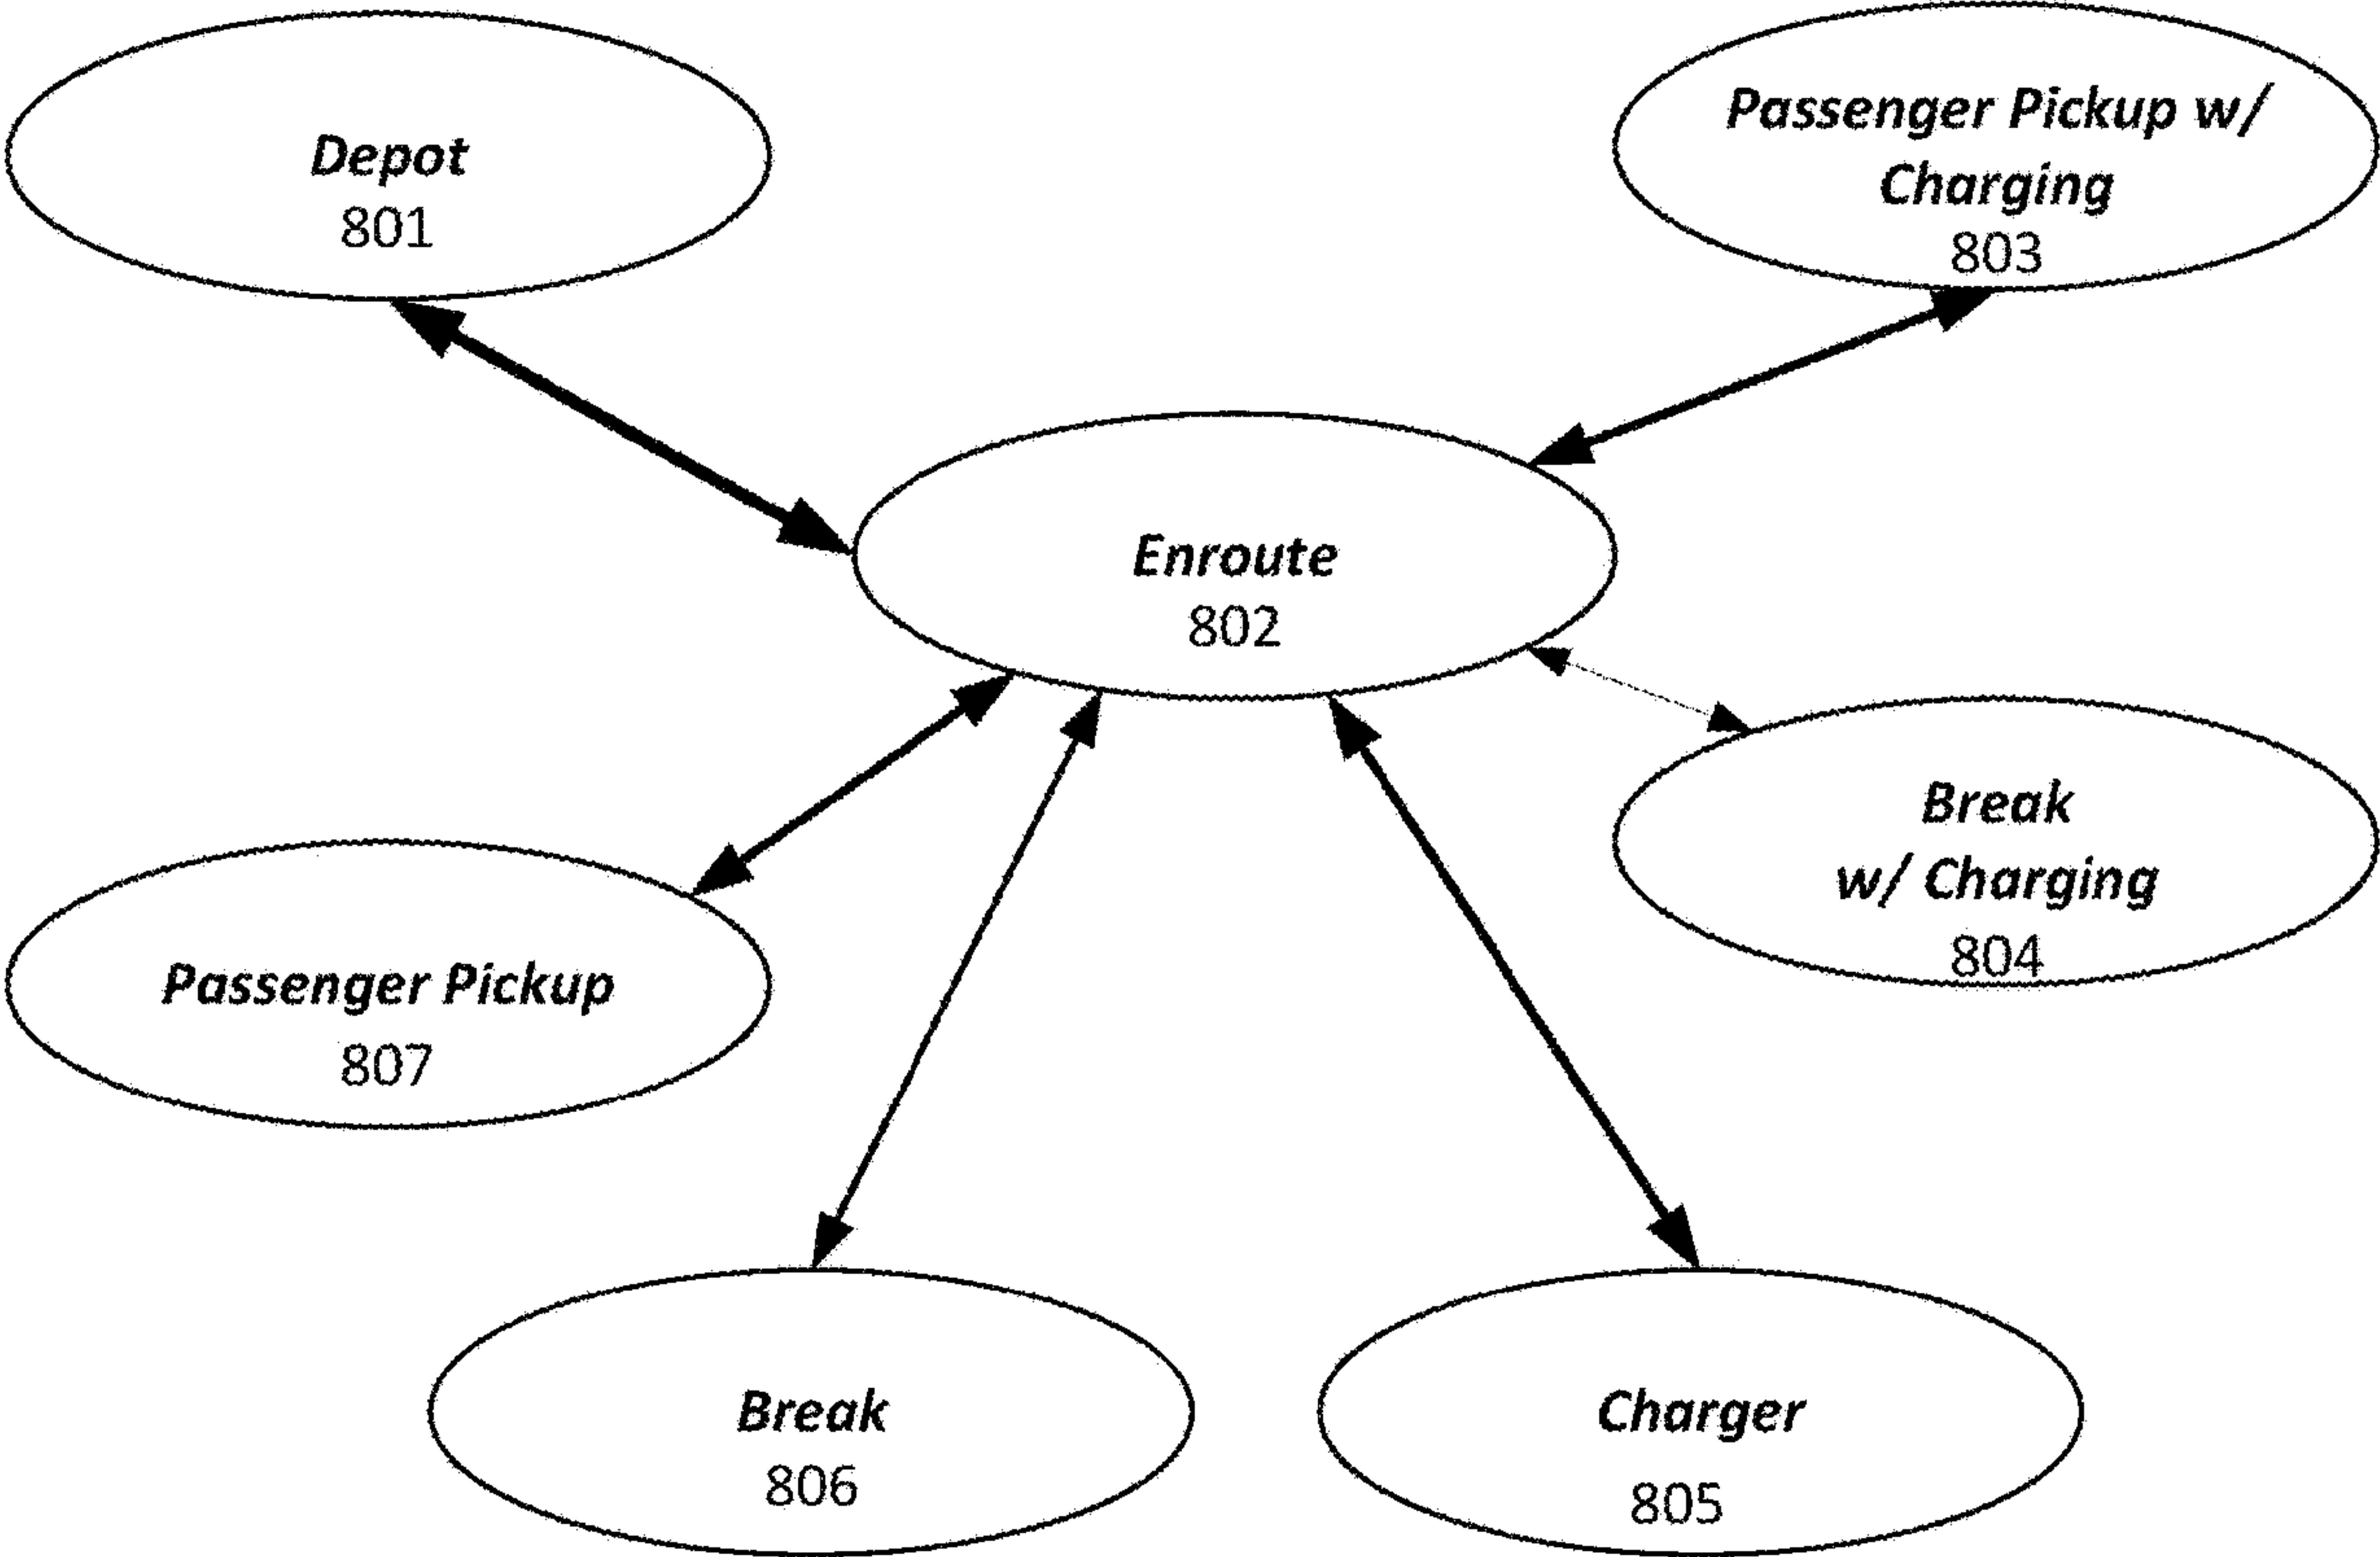 Depot
801
Passenger Pickup w/
Charging
803
Enroute
802
Break
w/ Charging
804
Passenger Pickup
807
Break
806
Charger
805